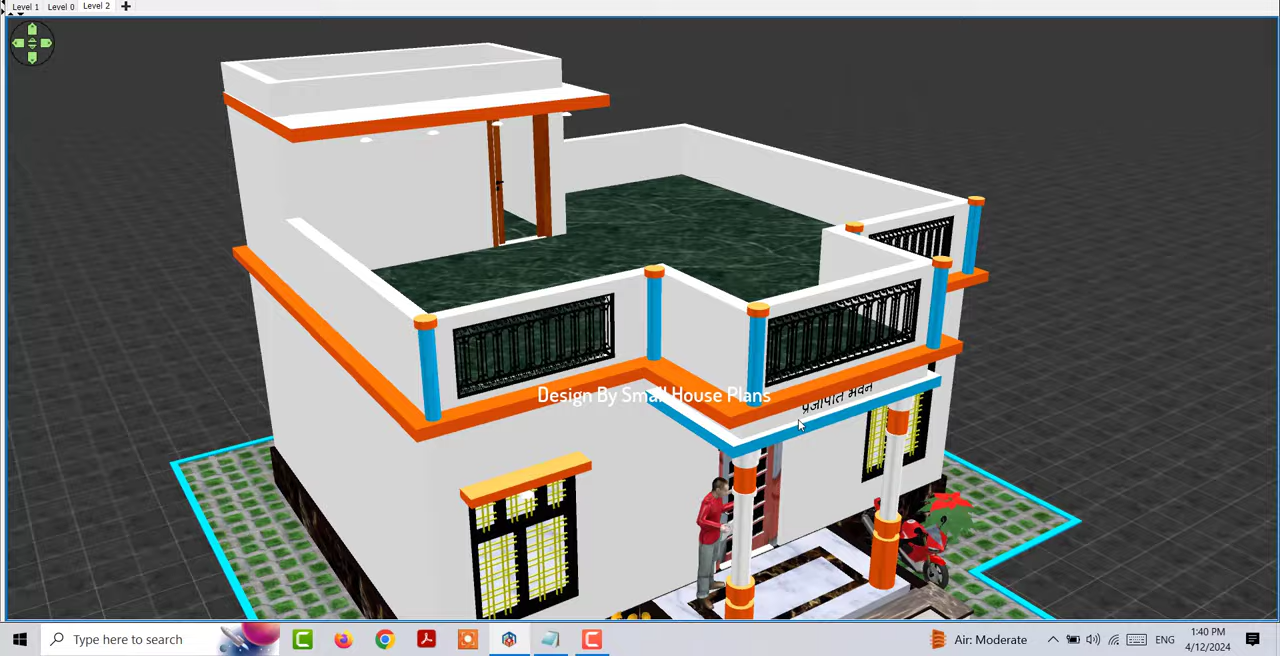 Level 1 Level 0 Level 2
प्रजापति भवन
Design By Small House Plans
Type here to search
Air: Moderate
ENG
1:40 PM
4/12/2024